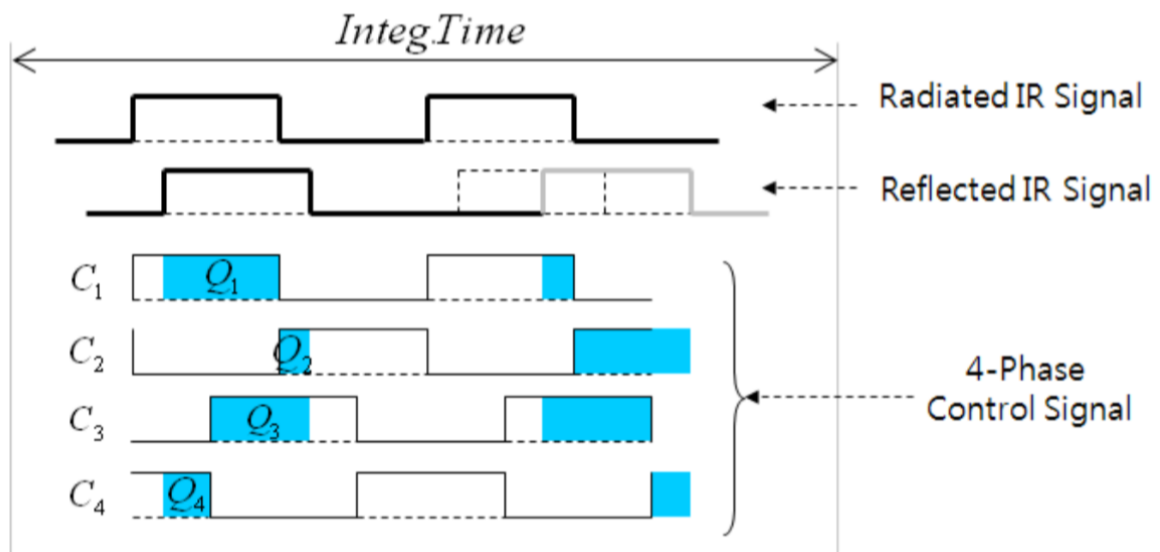 Integ.Time
Radiated IR Signal
Reflected IR Signal
C1
Q1
C2
Q2
C3
Q3
C4
Q4
4-Phase
Control Signal